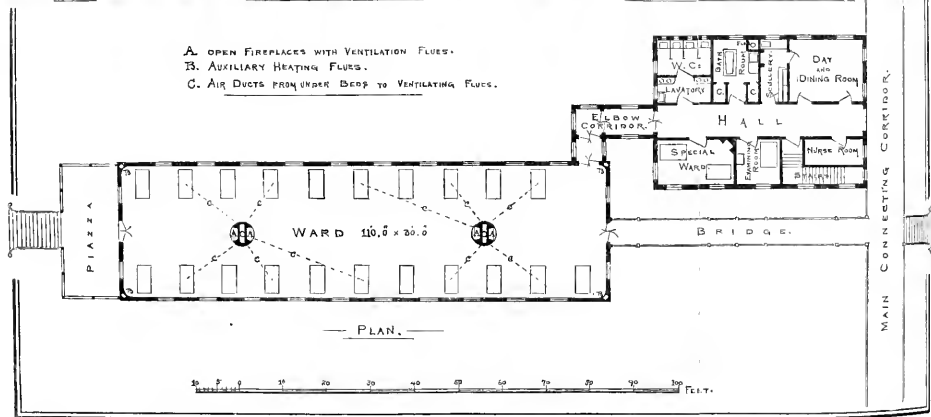 A. OPEN FIREPLACES WITH VENTILATION FLUES.
B. AUXILIARY HEATING FLUES.
C. AIR DUCTS FROM UNDER BEDS TO VENTILATING FLUES.
W.C.s
LAVATORY
BATH ROOM
C.
C.
SCULLERY
DAY AND DINING ROOM
HALL
ELBOW CORRIDOR.
SPECIAL WARD
EXAMINING ROOM
NURSE ROOM
STAIRS
MAIN CONNECTING CORRIDOR.
BRIDGE.
PIAZZA
B
B
C C C C C
A C A
WARD 110'.0" x 30'.0"
A C A
C C C C
B
B
PLAN.
10 5 0 10 20 30 40 50 60 70 80 90 100 FEET.